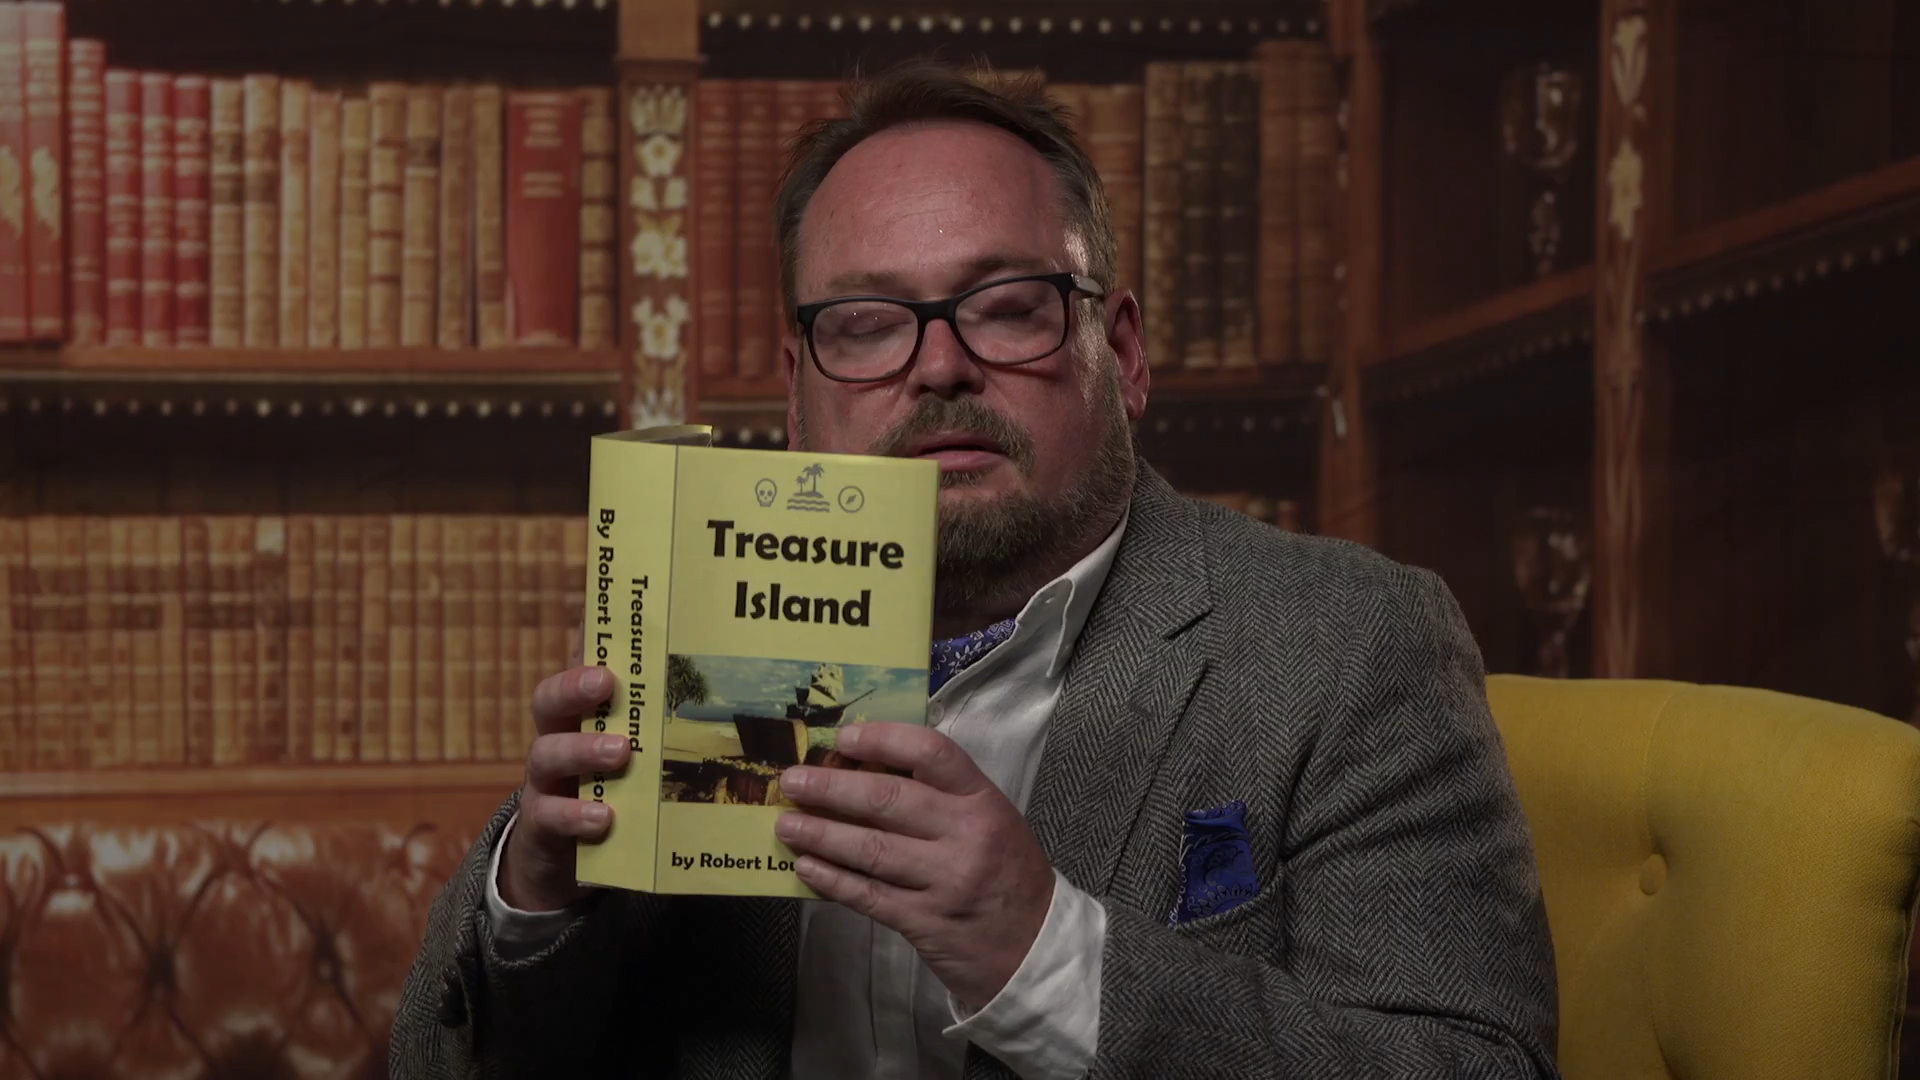 Treasure
Island
by Robert Lou
Treasure Island
By Robert Lou